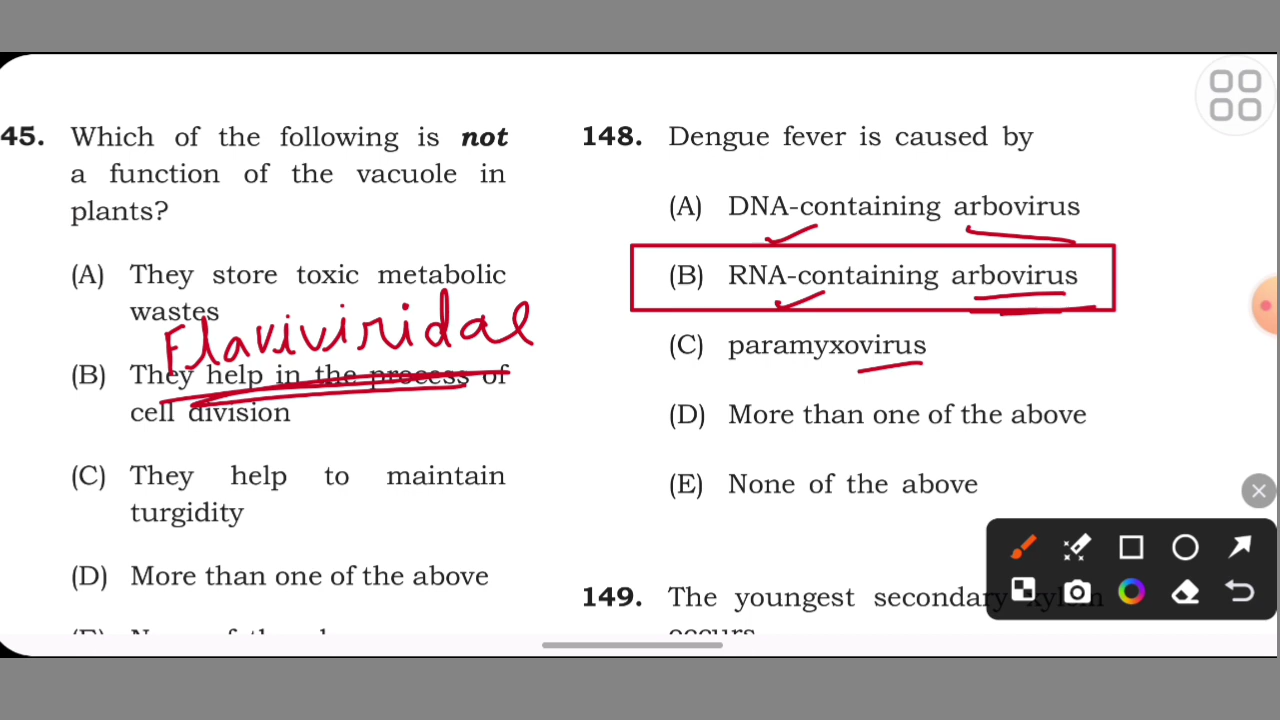 45. Which of the following is not
a function of the vacuole in
plants?
(A) They store toxic metabolic
wastes
Flaviviridae
(B) They help in the process of
cell division
(C) They help to maintain
turgidity
(D) More than one of the above
148. Dengue fever is caused by
(A) DNA-containing arbovirus
(B) RNA-containing arbovirus
(C) paramyxovirus
(D) More than one of the above
(E) None of the above
149. The youngest secondary xylem
occurs